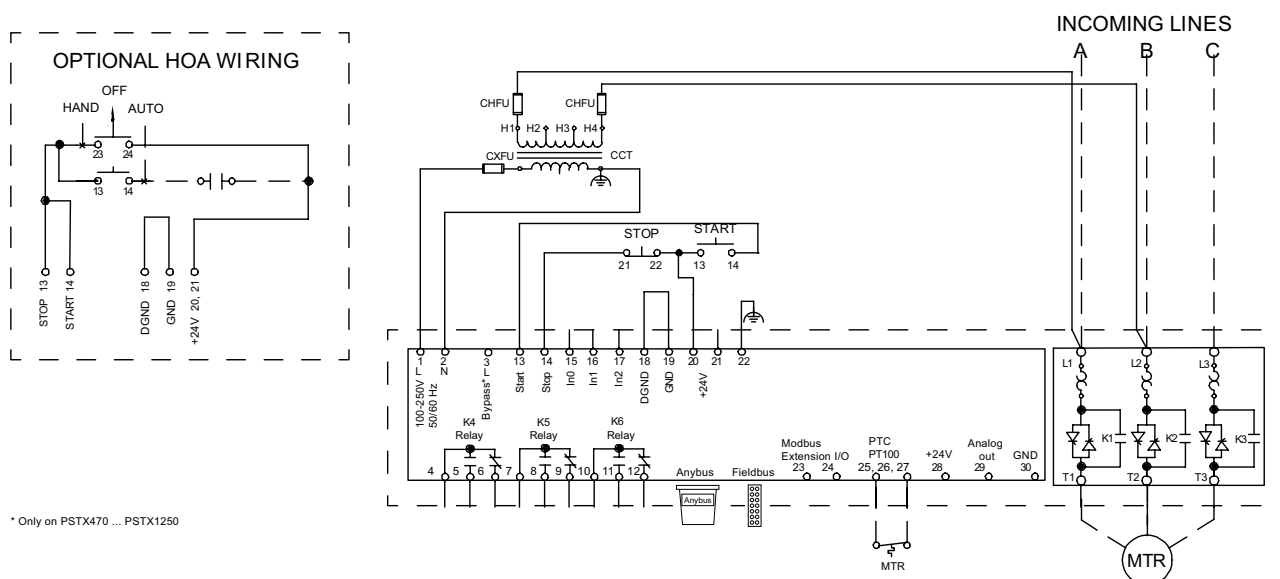 INCOMING LINES
A B C
OPTIONAL HOA WIRING
OFF
HAND AUTO
23 24
13 14
STOP 13
START 14
DGND 18
GND 19
+24V 20, 21
CHFU CHFU
H1 H2 H3 H4
CXFU CCT
STOP START
21 22 13 14
1 2 3 13 14 15 16 17 18 19 20 21 22
L
100-250V
50/60 Hz
N
Bypass* L
Start
Stop
In0
In1
In2
DGND
GND
+24V
K4
Relay
K5
Relay
K6
Relay
4 5 6 7 8 9 10 11 12
Anybus
Anybus
Fieldbus
Modbus
Extension I/O
23 24
PTC
PT100
25, 26, 27
+24V
28
Analog
out
29
GND
30
MTR
L1 L2 L3
K1 K2 K3
T1 T2 T3
MTR
* Only on PSTX470 ... PSTX1250